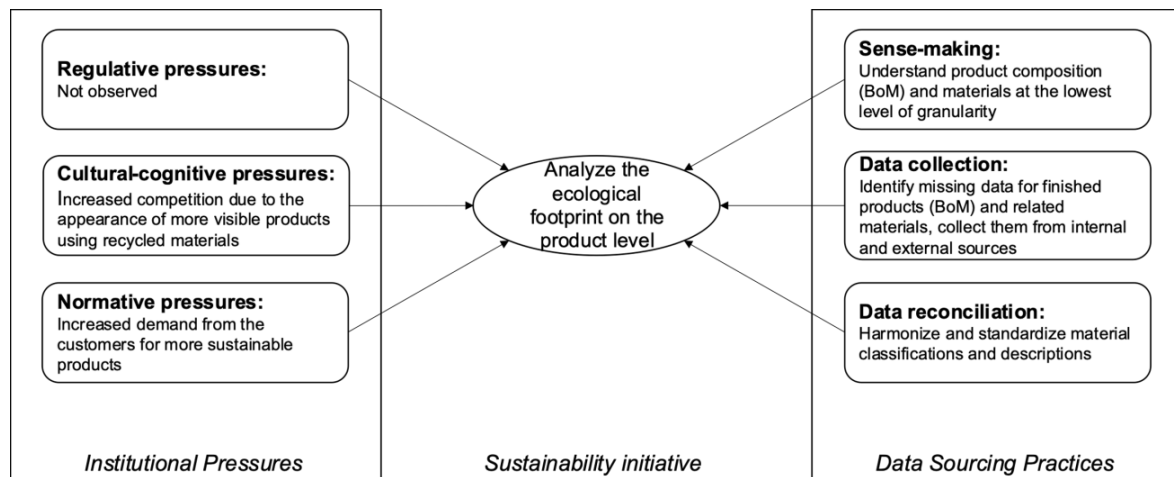 Regulative pressures:
Not observed
Cultural-cognitive pressures:
Increased competition due to the
appearance of more visible products
using recycled materials
Normative pressures:
Increased demand from the
customers for more sustainable
products
Institutional Pressures
Analyze the
ecological
footprint on the
product level
Sustainability initiative
Sense-making:
Understand product composition
(BoM) and materials at the lowest
level of granularity
Data collection:
Identify missing data for finished
products (BoM) and related
materials, collect them from internal
and external sources
Data reconciliation:
Harmonize and standardize material
classifications and descriptions
Data Sourcing Practices